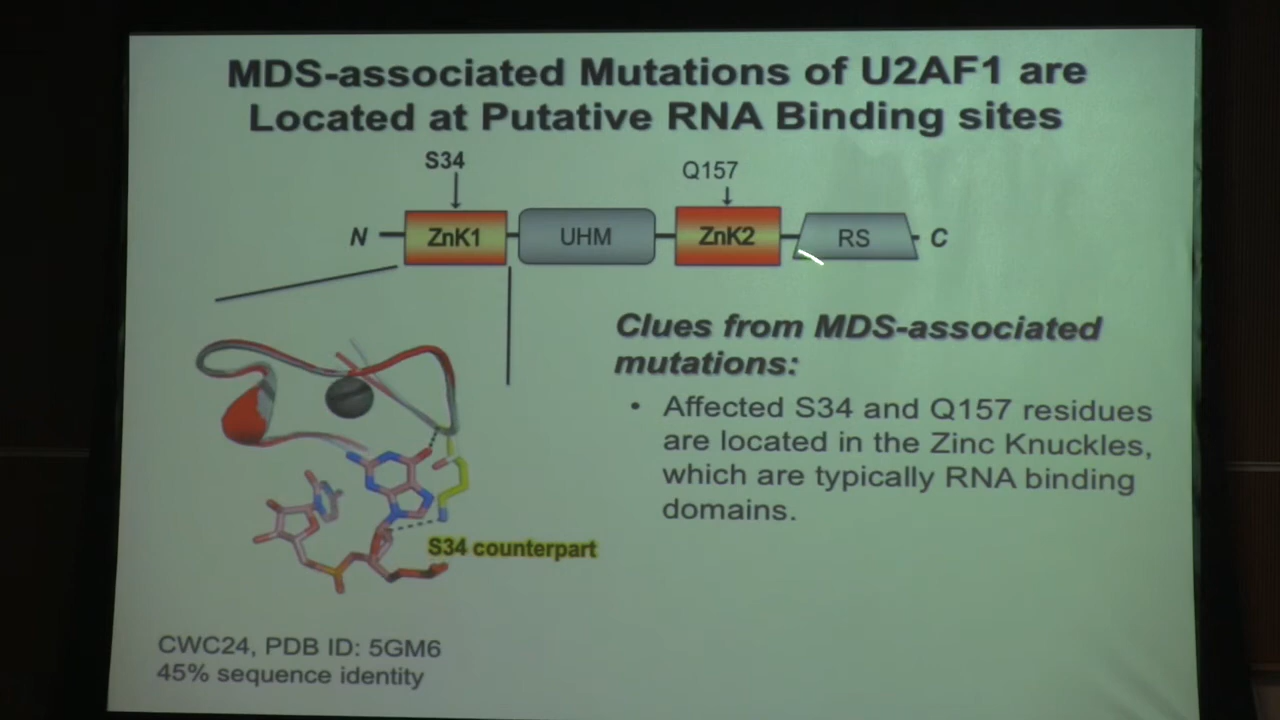 MDS-associated Mutations of U2AF1 are
Located at Putative RNA Binding sites
S34
Q157
N
ZnK1
UHM
ZnK2
RS
C
Clues from MDS-associated
mutations:
• Affected S34 and Q157 residues
are located in the Zinc Knuckles,
which are typically RNA binding
domains.
S34 counterpart
CWC24, PDB ID: 5GM6
45% sequence identity